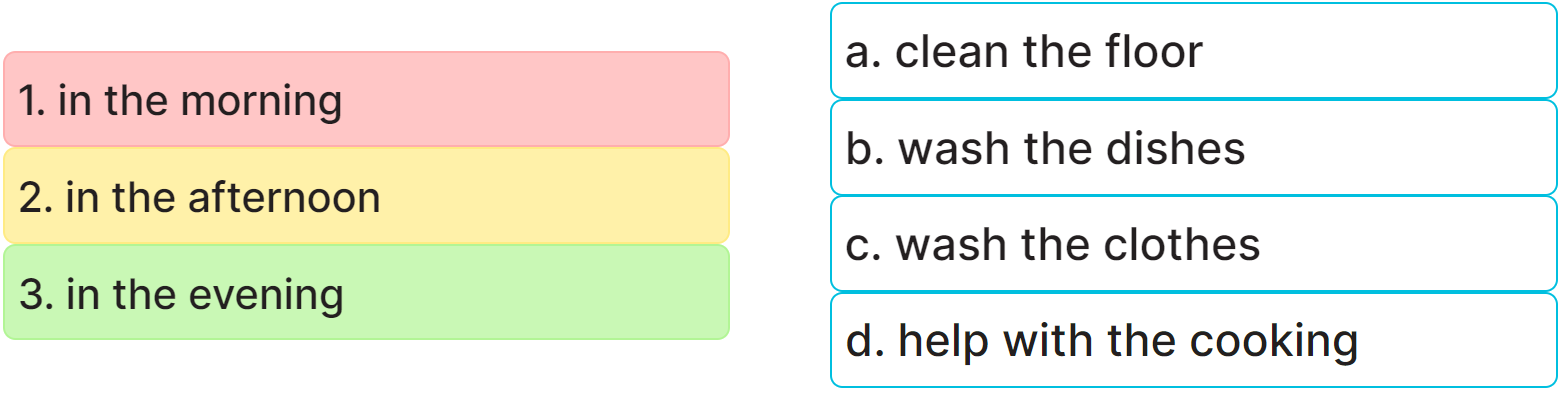 1. in the morning
2. in the afternoon
3. in the evening
a. clean the floor
b. wash the dishes
c. wash the clothes
d. help with the cooking